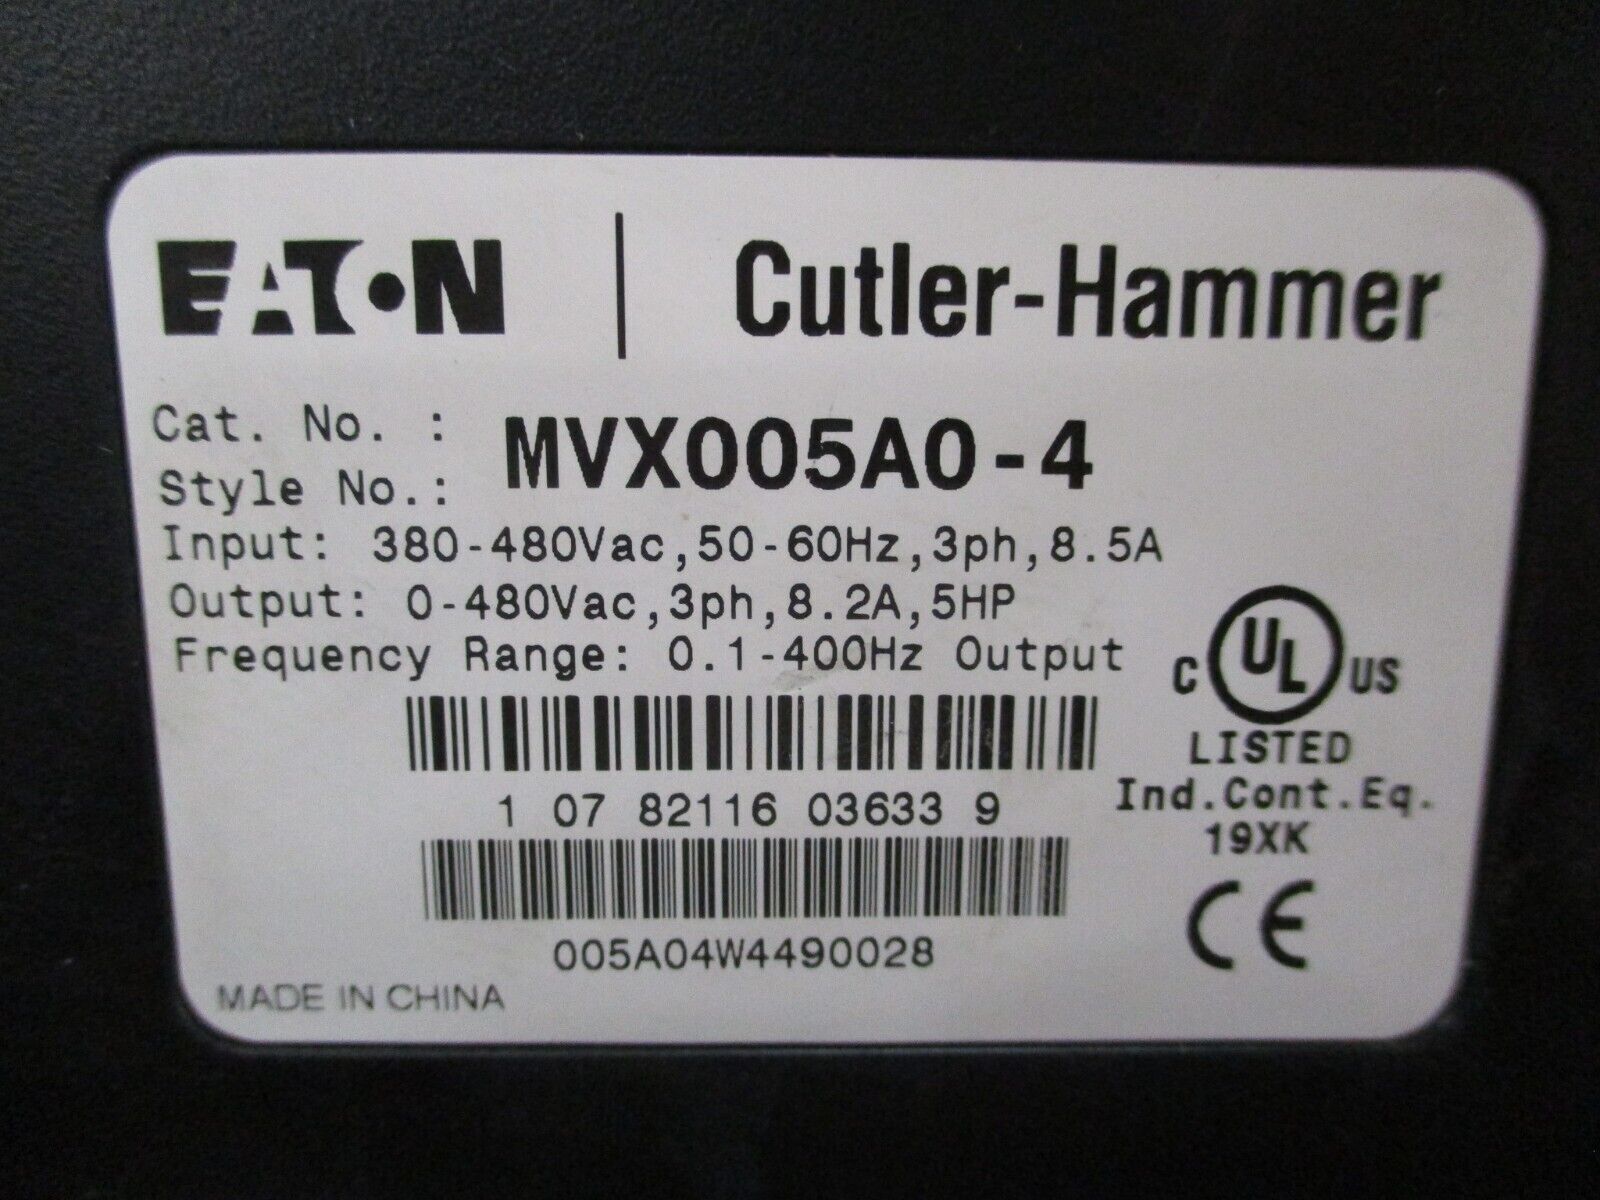 EATON | Cutler-Hammer
Cat. No. : MVX005A0-4
Style No.:
Input: 380-480Vac,50-60Hz,3ph,8.5A
Output: 0-480Vac,3ph,8.2A,5HP
Frequency Range: 0.1-400Hz Output
C UL US
LISTED
Ind.Cont.Eq.
19XK
1 07 82116 03633 9
005A04W4490028
CE
MADE IN CHINA